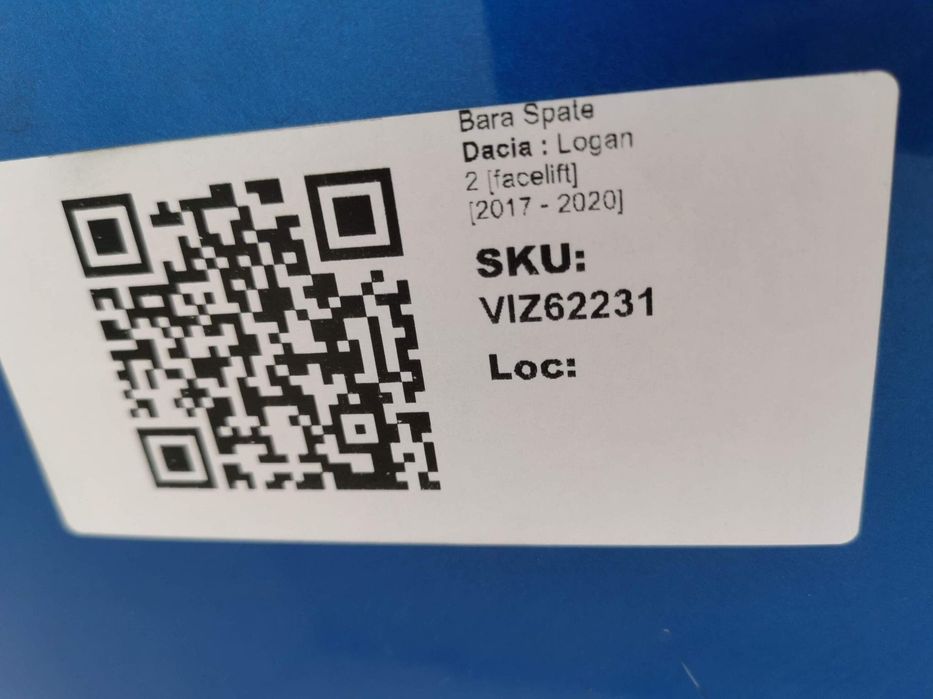 Bara Spate
Dacia : Logan
2 [facelift]
[2017 - 2020]
SKU:
VIZ62231
Loc: